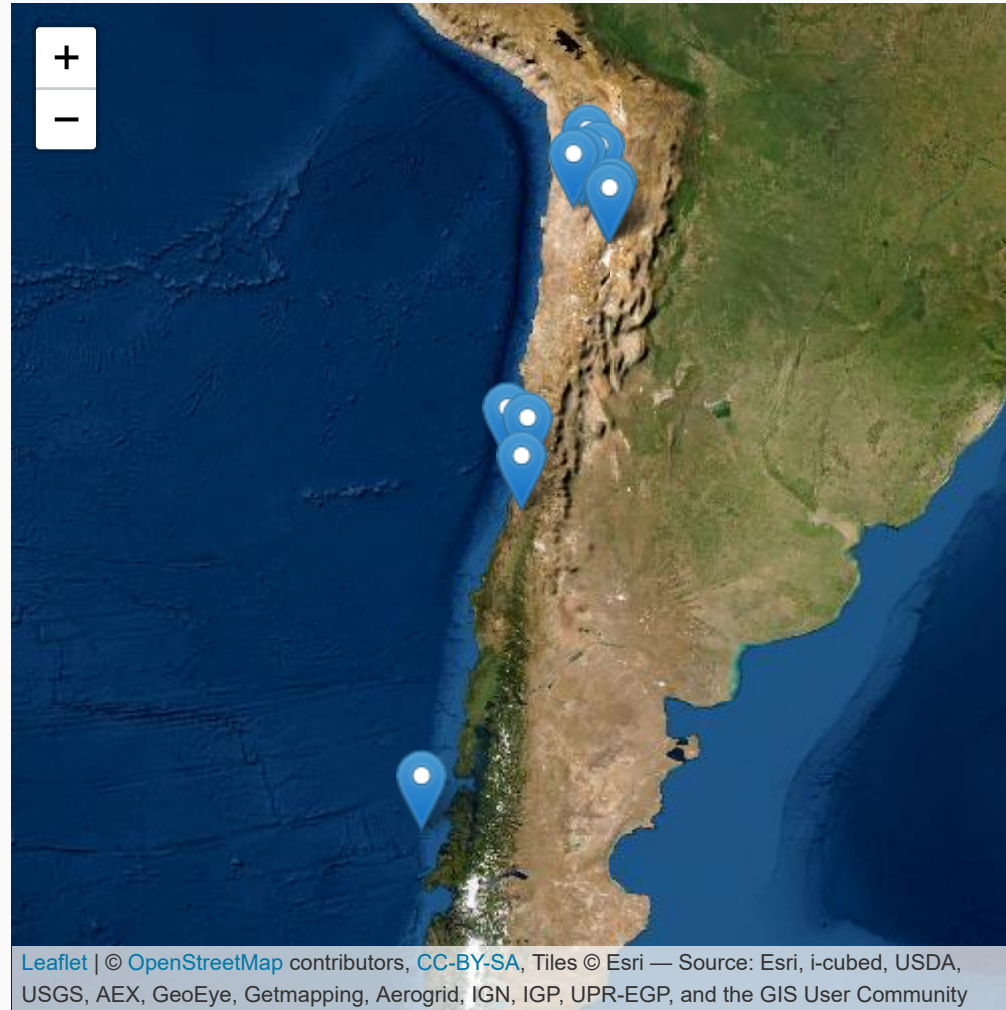 +
−
Leaflet | © OpenStreetMap contributors, CC-BY-SA, Tiles © Esri — Source: Esri, i-cubed, USDA,
USGS, AEX, GeoEye, Getmapping, Aerogrid, IGN, IGP, UPR-EGP, and the GIS User Community